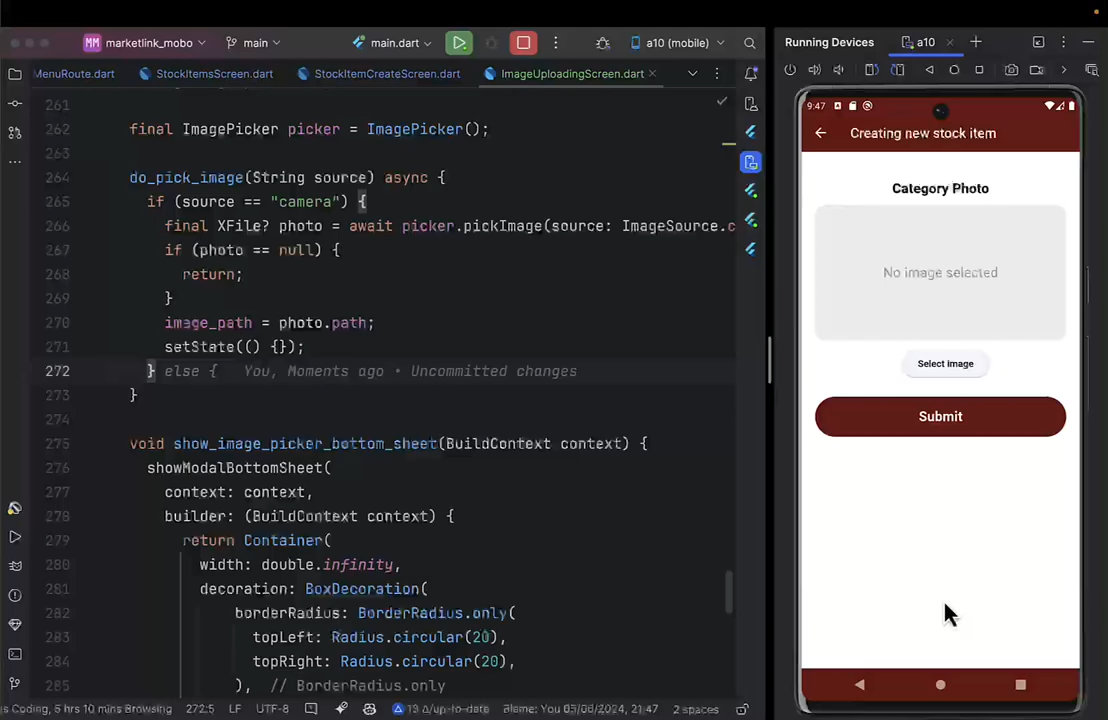 marketlink_mobo
main
main.dart
a10 (mobile)
MenuRoute.dart
StockItemsScreen.dart
StockItemCreateScreen.dart
ImageUploadingScreen.dart
261
262 final ImagePicker picker = ImagePicker();
263
264 do_pick_image(String source) async {
265 if (source == "camera") {
266 final XFile? photo = await picker.pickImage(source: ImageSource.c
267 if (photo == null) {
268 return;
269 }
270 image_path = photo.path;
271 setState(() {});
272 } else { You, Moments ago • Uncommitted changes
273 }
274
275 void show_image_picker_bottom_sheet(BuildContext context) {
276 showModalBottomSheet(
277 context: context,
278 builder: (BuildContext context) {
279 return Container(
280 width: double.infinity,
281 decoration: BoxDecoration(
282 borderRadius: BorderRadius.only(
283 topLeft: Radius.circular(20),
284 topRight: Radius.circular(20),
285 ), // BorderRadius.only
272:5 LF UTF-8 2 spaces
Running Devices
a10
9:47
Creating new stock item
Category Photo
No image selected
Select image
Submit